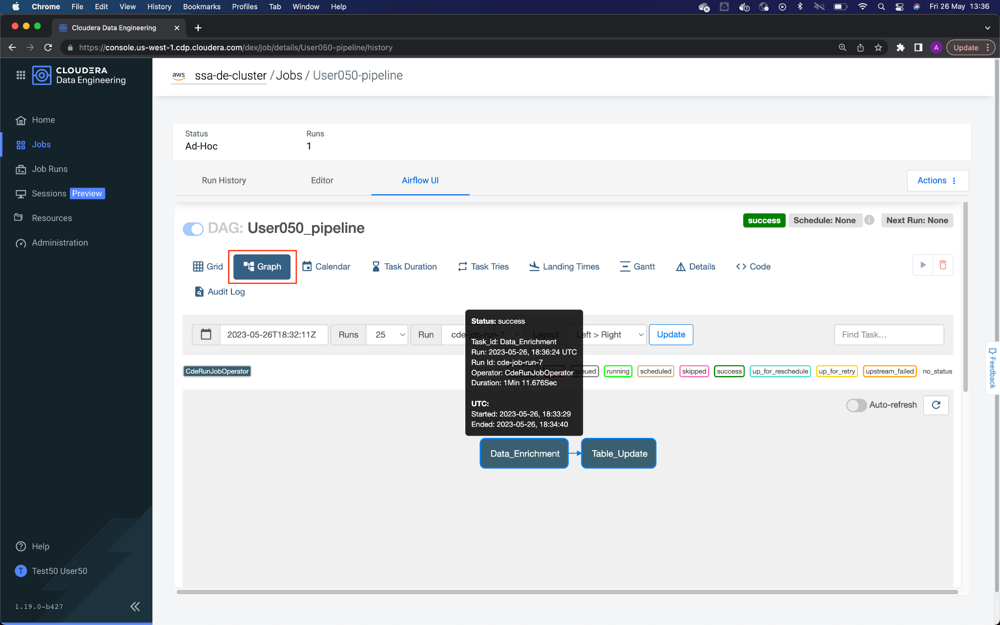 Chrome File Edit View History Bookmarks Profiles Tab Window Help Fri 26 May 13:36
Cloudera Data Engineering
https://console.us-west-1.cdp.cloudera.com/dex/job/details/User050-pipeline/history A Update
CLOUDERA
Data Engineering
Home
Jobs
Job Runs
Sessions Preview
Resources
Administration
Help
T Test50 User50
1.19.0-b427
aws ssa-de-cluster / Jobs / User050-pipeline
Status Runs
Ad-Hoc 1
Run History Editor Airflow UI Actions
DAG: User050_pipeline success Schedule: None i Next Run: None
Grid Graph Calendar Task Duration Task Tries Landing Times Gantt Details Code
Audit Log
2023-05-26T18:32:11Z Runs 25 Run cde-job-run-7 Layout Left > Right Update Find Task...
CdeRunJobOperator queued running scheduled skipped success up_for_reschedule up_for_retry upstream_failed no_status
Status: success
Task_id: Data_Enrichment
Run: 2023-05-26, 18:36:24 UTC
Run Id: cde-job-run-7
Operator: CdeRunJobOperator
Duration: 1Min 11.676Sec
UTC:
Started: 2023-05-26, 18:33:29
Ended: 2023-05-26, 18:34:40
Auto-refresh
Data_Enrichment Table_Update
Feedback